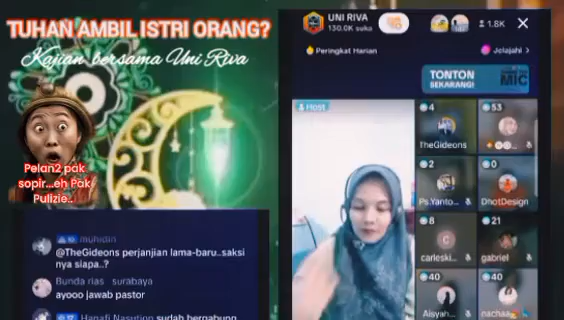 TUHAN AMBIL ISTRI ORANG?
Kajian bersama Uni Riva
Pelan2 pak
sopir...eh Pak
Pulizie..
muhidin
@TheGideons perjanjian lama-baru..saksi
nya siapa..?
Bunda rias surabaya
ayooo jawab pastor
Hanafi Nasution sudah bergabung
UNI RIVA
130.0K suka
1.8K
Peringkat Harian
Jelajahi >
TONTON
SEKARANG!
MIC
Host
4
TheGideons
53
2
Ps.Yanto...
0
DhotDesign
8
carleski...
21
gabriel
40
Aisyah...
40
nachaa